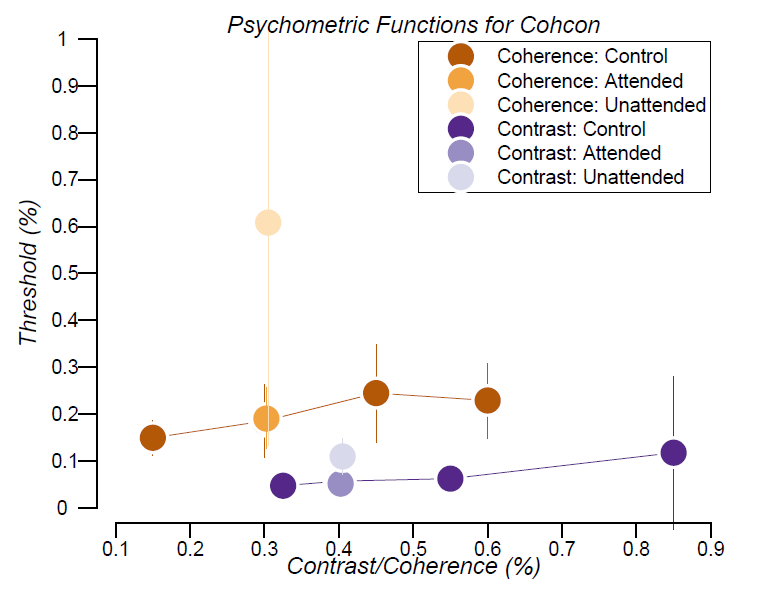 Psychometric Functions for Cohcon
Coherence: Control
Coherence: Attended
Coherence: Unattended
Contrast: Control
Contrast: Attended
Contrast: Unattended
Threshold (%)
1
0.9
0.8
0.7
0.6
0.5
0.4
0.3
0.2
0.1
0
0.1 0.2 0.3 0.4 0.5 0.6 0.7 0.8 0.9
Contrast/Coherence (%)